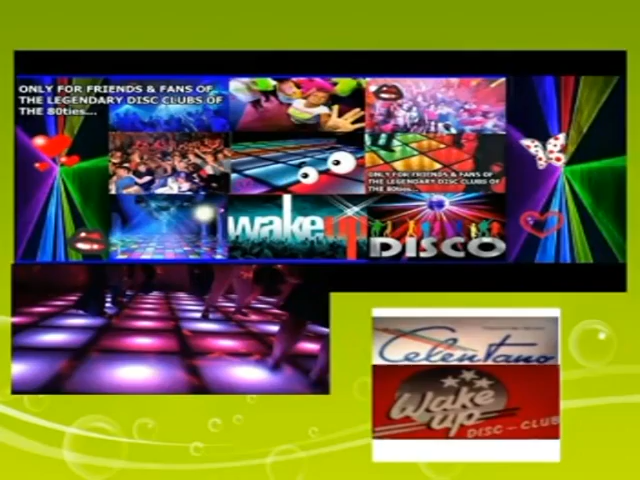 ONLY FOR FRIENDS & FANS OF
THE LEGENDARY DISC CLUBS OF
THE 80ties...
ONLY FOR FRIENDS & FANS OF
THE LEGENDARY DISC CLUBS OF
THE 80ties...
wakeup
DISCO
Celentano
Wake
up
DISC-CLUB